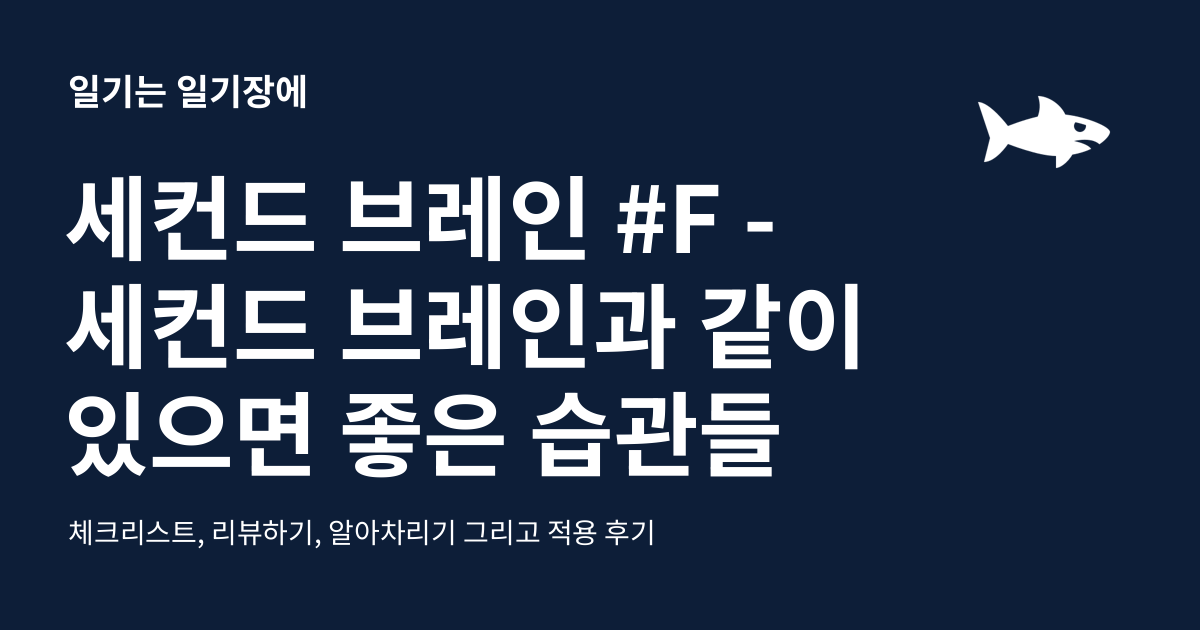 일기는 일기장에
세컨드 브레인 #F -
세컨드 브레인과 같이
있으면 좋은 습관들
체크리스트, 리뷰하기, 알아차리기 그리고 적용 후기